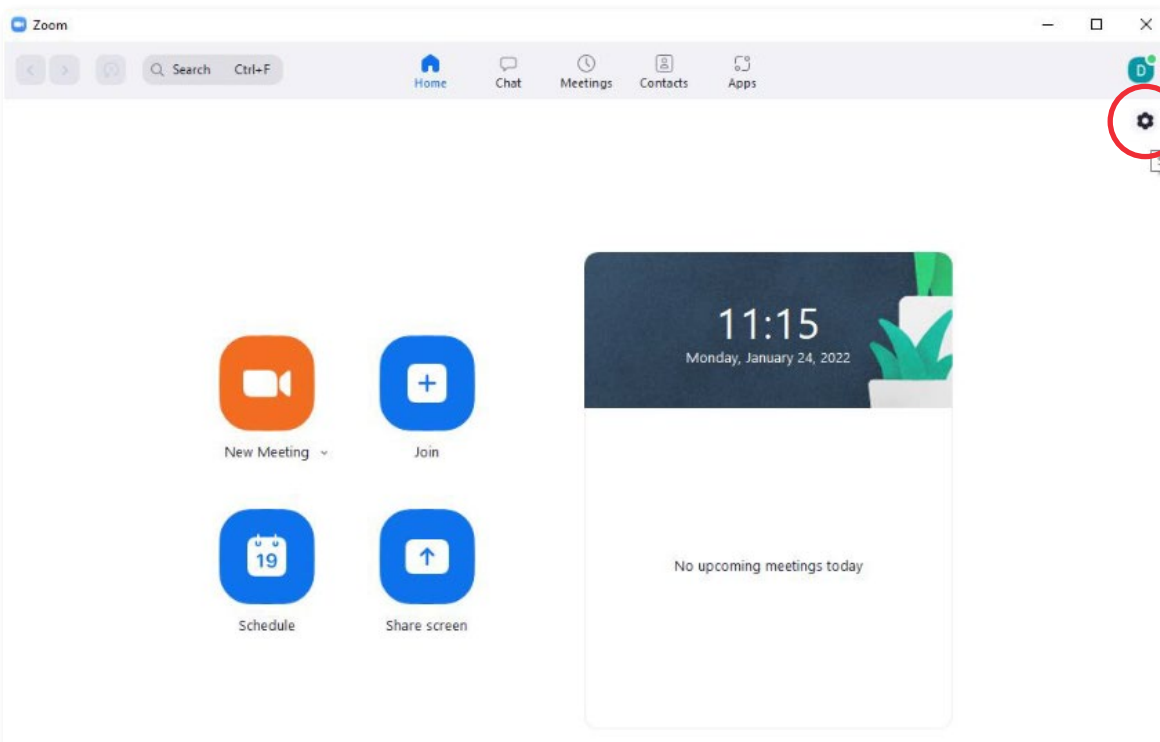 Zoom
Search Ctrl+F
Home Chat Meetings Contacts Apps
D
11:15
Monday, January 24, 2022
New Meeting
Join
19
Schedule
Share screen
No upcoming meetings today